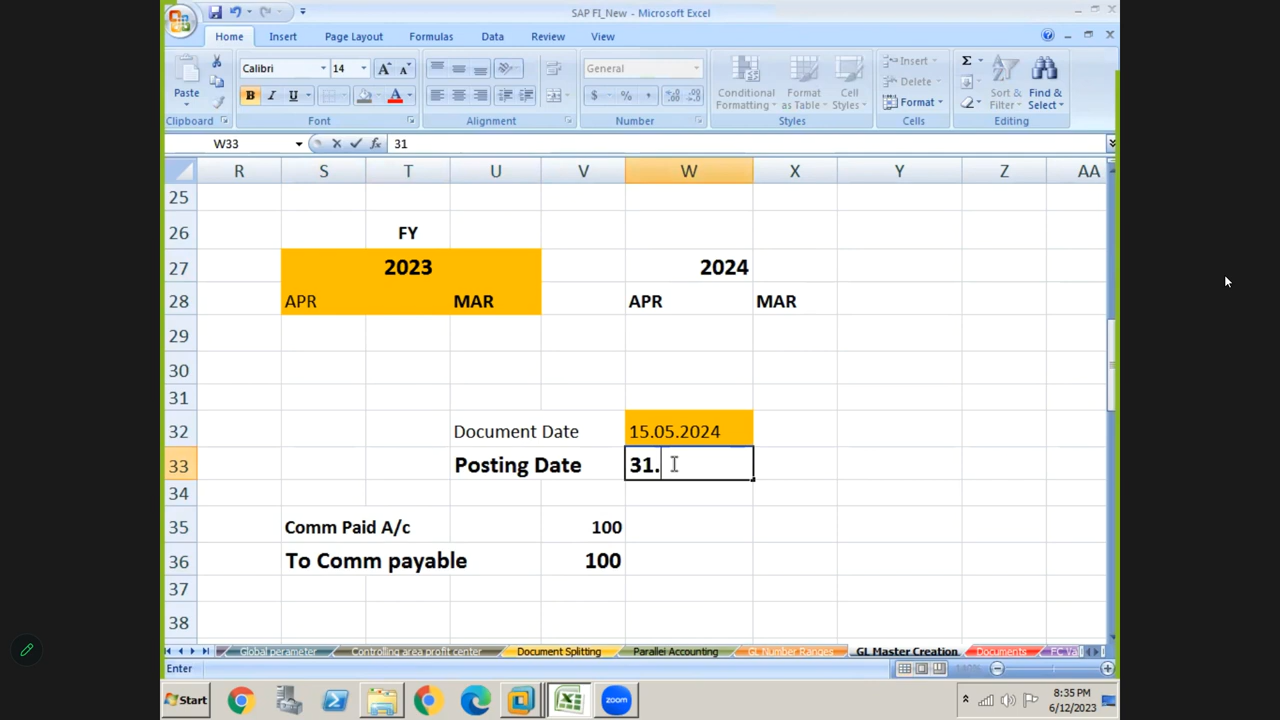 SAP FI_New - Microsoft Excel
Home Insert Page Layout Formulas Data Review View
Paste
Calibri 14
B I U
A A
A
General
$ % ,
Conditional Formatting
Format as Table
Cell Styles
Insert
Delete
Format
Σ
Sort & Filter
Find & Select
Clipboard Font Alignment Number Styles Cells Editing
W33 fx 31
R S T U V W X Y Z AA
25
26 FY
27 2023 2024
28 APR MAR APR MAR
29
30
31
32 Document Date 15.05.2024
33 Posting Date 31.
34
35 Comm Paid A/c 100
36 To Comm payable 100
37
38
Global perameter Controlling area profit center Document Splitting Parallel Accounting GL Number Ranges GL Master Creation Documents FC Va
Enter
Start zoom 8:35 PM
6/12/2023